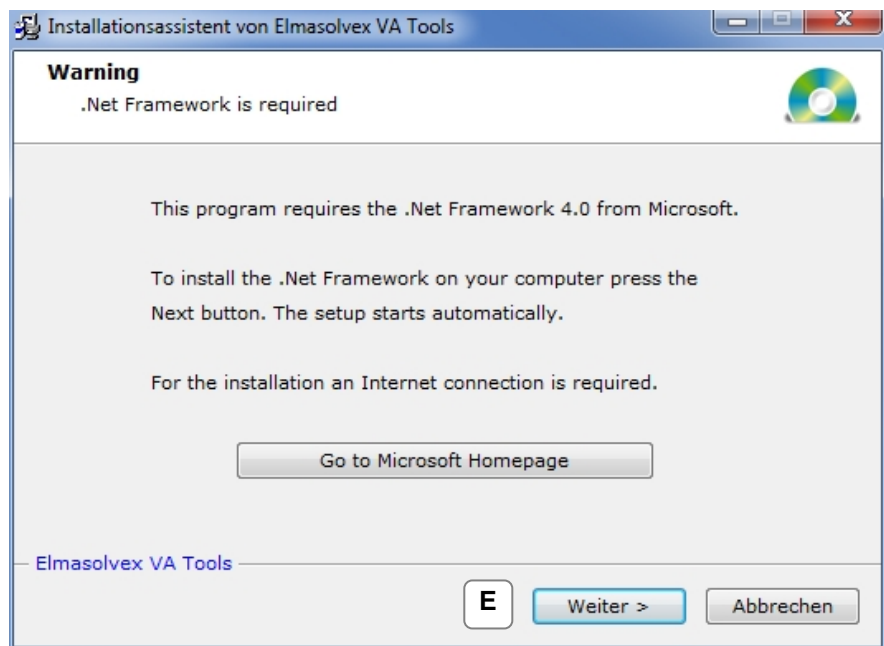 Installationsassistent von Elmasolvex VA Tools
Warning
.Net Framework is required
This program requires the .Net Framework 4.0 from Microsoft.
To install the .Net Framework on your computer press the
Next button. The setup starts automatically.
For the installation an Internet connection is required.
Go to Microsoft Homepage
Elmasolvex VA Tools
E Weiter > Abbrechen